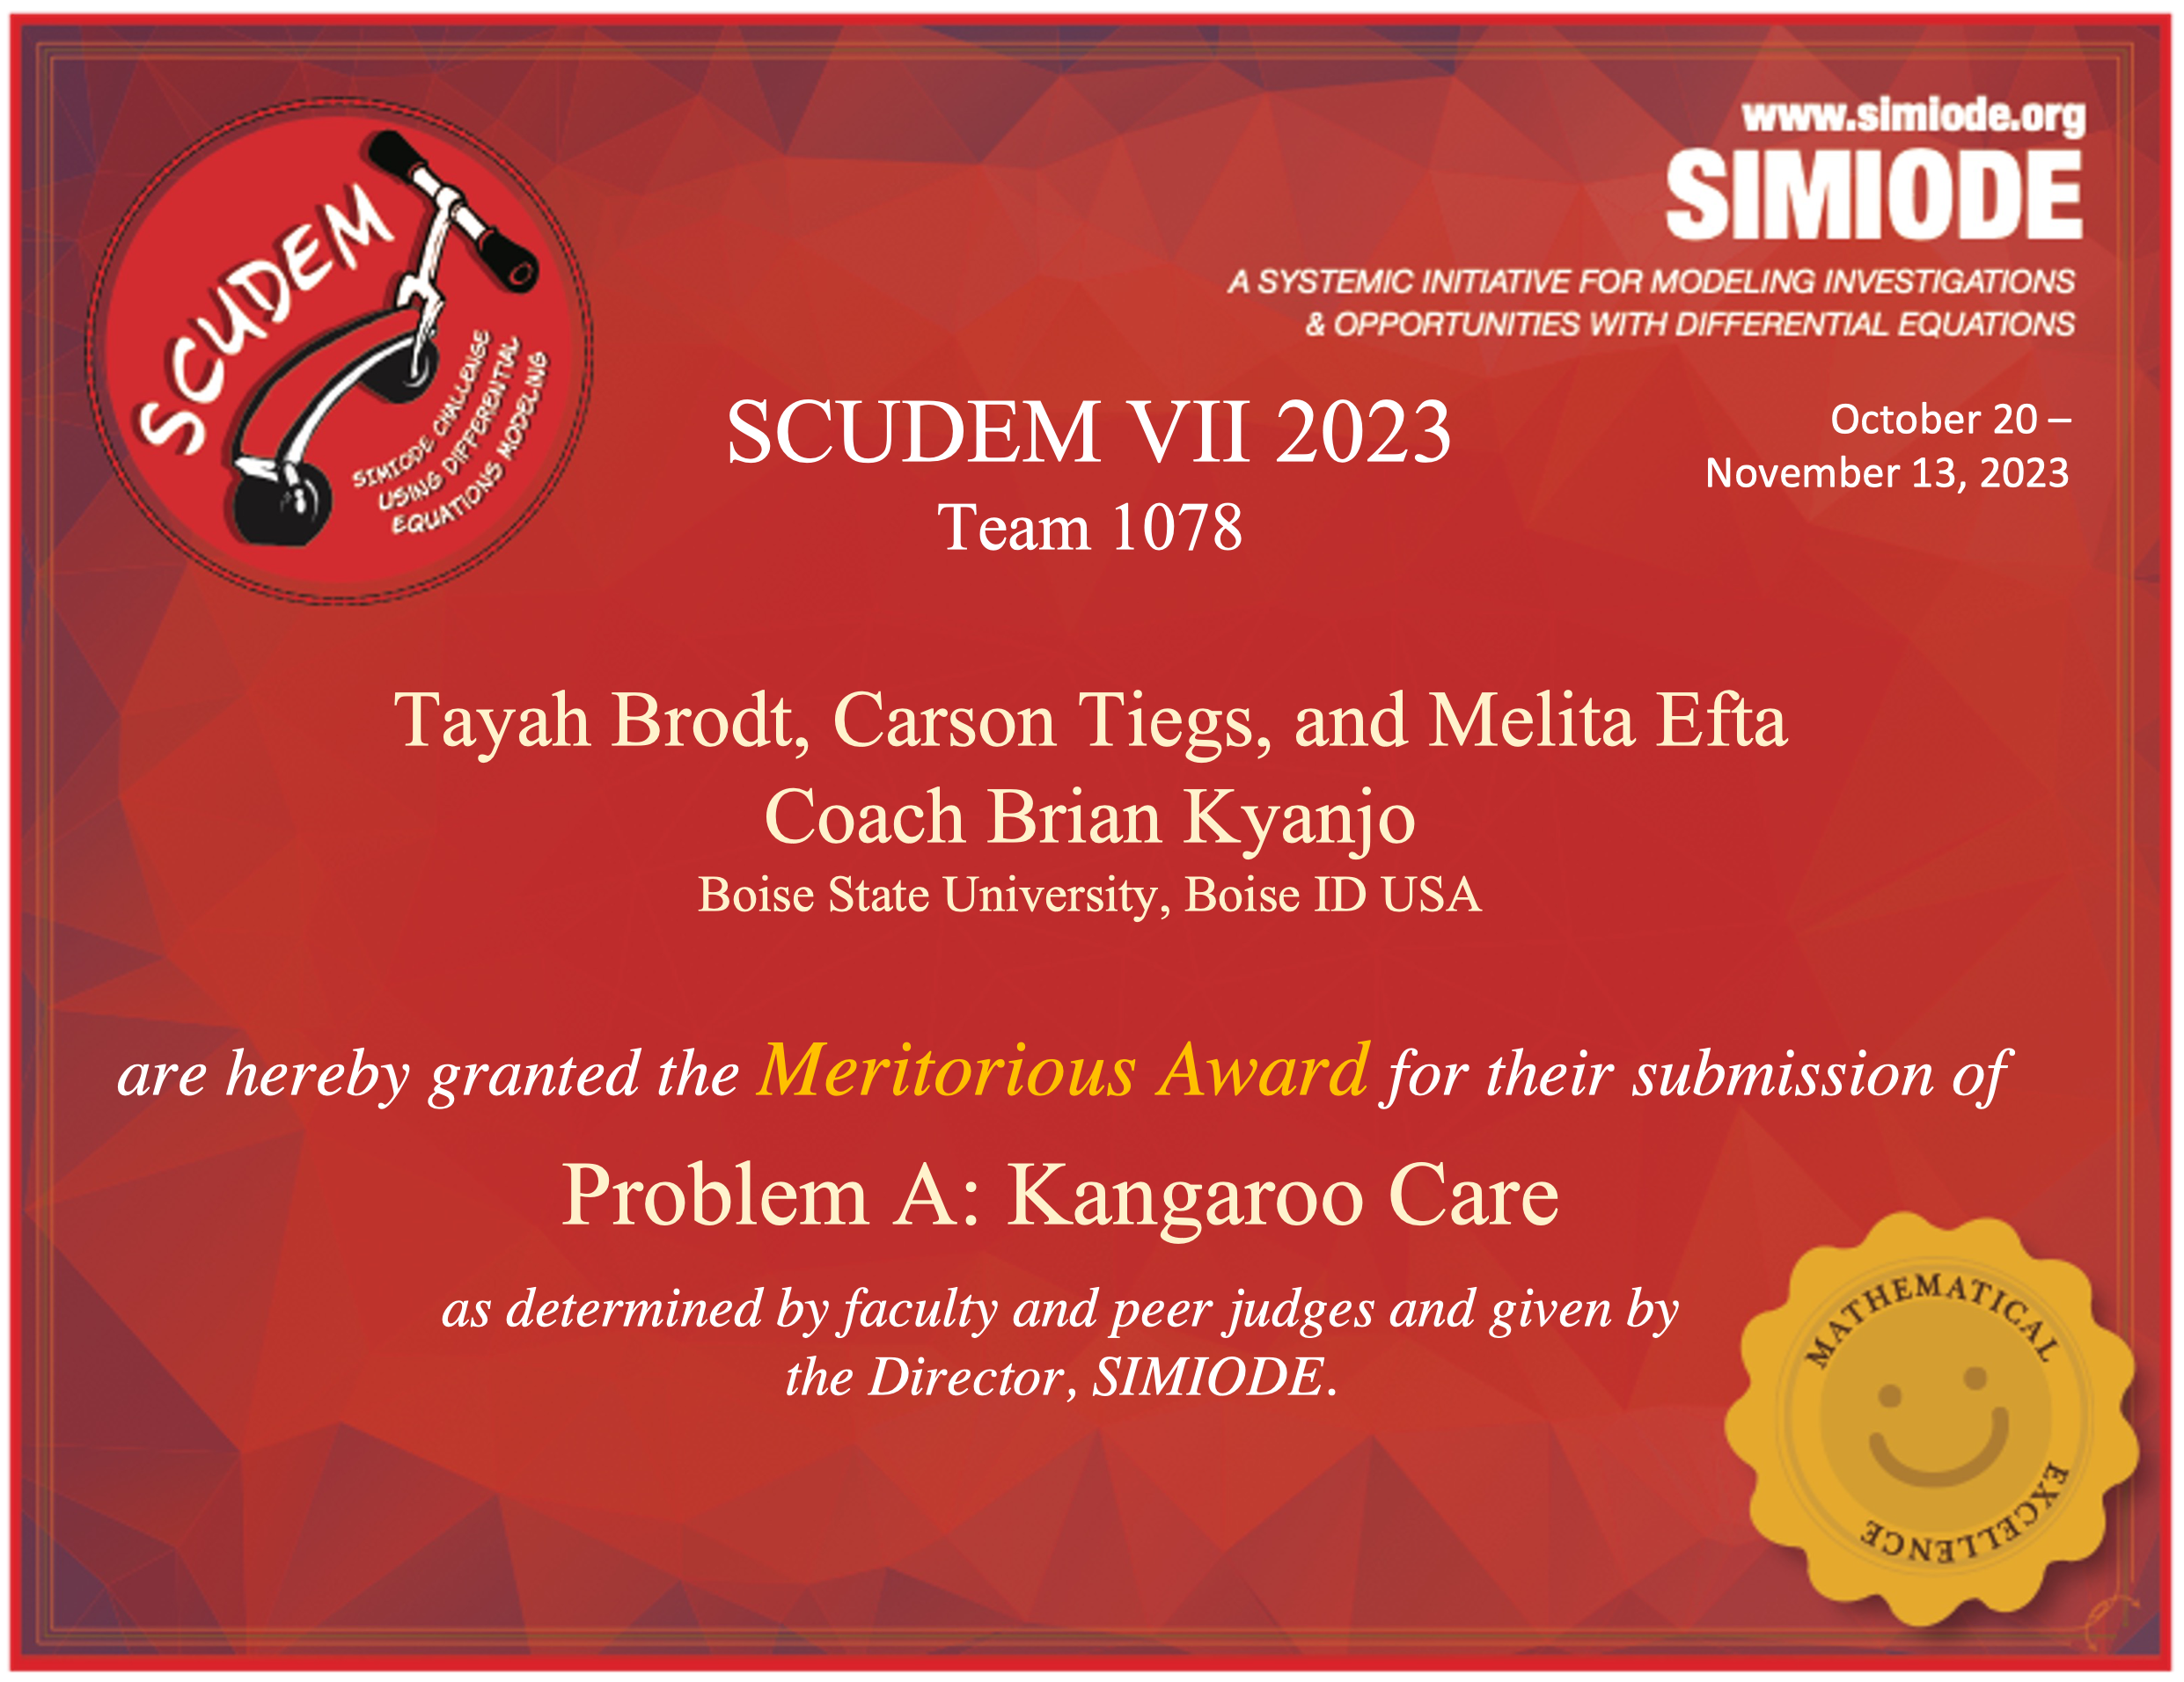 SCUDEM
SIMIODE CHALLENGE
USING DIFFERENTIAL
EQUATIONS MODELING
www.simiode.org
SIMIODE
A SYSTEMIC INITIATIVE FOR MODELING INVESTIGATIONS
& OPPORTUNITIES WITH DIFFERENTIAL EQUATIONS
October 20 –
November 13, 2023
SCUDEM VII 2023
Team 1078
Tayah Brodt, Carson Tiegs, and Melita Efta
Coach Brian Kyanjo
Boise State University, Boise ID USA
are hereby granted the Meritorious Award for their submission of
Problem A: Kangaroo Care
as determined by faculty and peer judges and given by
the Director, SIMIODE.
MATHEMATICAL
EXCELLENCE